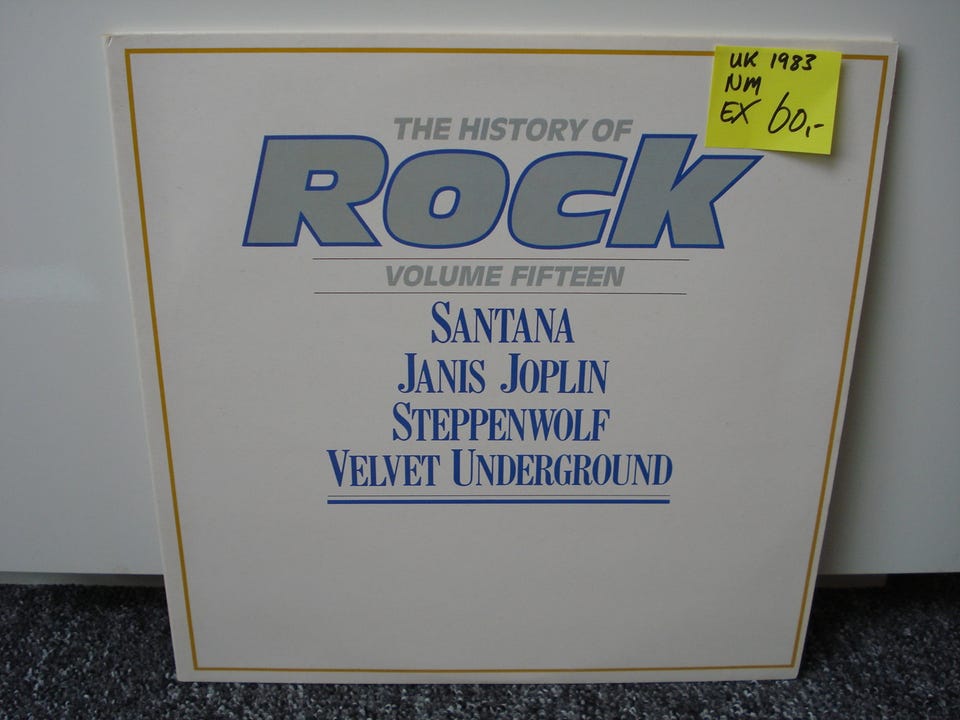 UK 1983
NM
EX 60,-
THE HISTORY OF
ROCK
VOLUME FIFTEEN
SANTANA
JANIS JOPLIN
STEPPENWOLF
VELVET UNDERGROUND